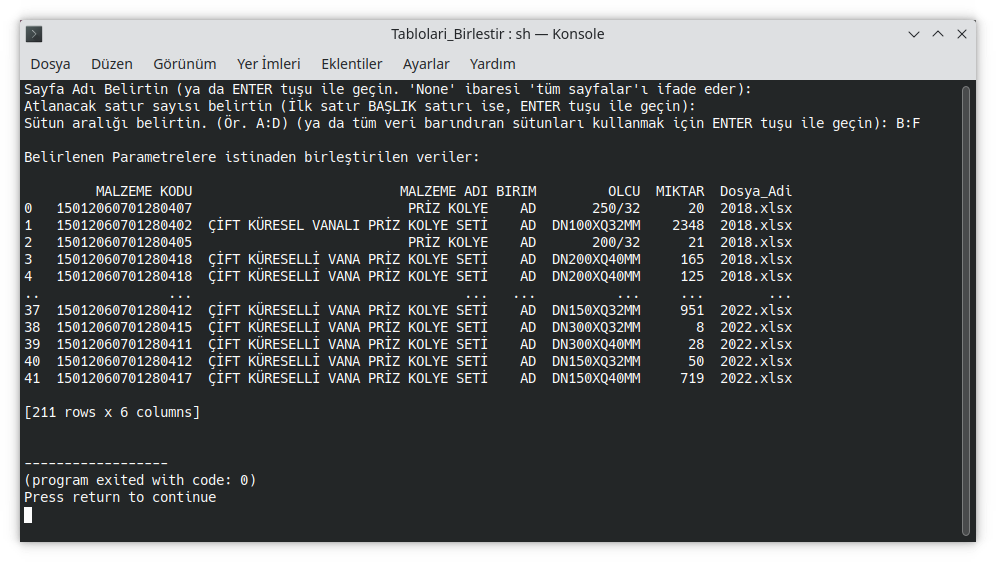 Tablolari_Birlestir : sh — Konsole
Dosya Düzen Görünüm Yer İmleri Eklentiler Ayarlar Yardım
Sayfa Adı Belirtin (ya da ENTER tuşu ile geçin. 'None' ibaresi 'tüm sayfalar'ı ifade eder):
Atlanacak satır sayısı belirtin (İlk satır BAŞLIK satırı ise, ENTER tuşu ile geçin):
Sütun aralığı belirtin. (Ör. A:D) (ya da tüm veri barındıran sütunları kullanmak için ENTER tuşu ile geçin): B:F
Belirlenen Parametrelere istinaden birleştirilen veriler:
MALZEME KODU MALZEME ADI BIRIM OLCU MIKTAR Dosya_Adi
0 15012060701280407 PRİZ KOLYE AD 250/32 20 2018.xlsx
1 15012060701280402 ÇİFT KÜRESEL VANALI PRİZ KOLYE SETİ AD DN100XQ32MM 2348 2018.xlsx
2 15012060701280405 PRİZ KOLYE AD 200/32 21 2018.xlsx
3 15012060701280418 ÇİFT KÜRESELLİ VANA PRİZ KOLYE SETİ AD DN200XQ40MM 165 2018.xlsx
4 15012060701280418 ÇİFT KÜRESELLİ VANA PRİZ KOLYE SETİ AD DN200XQ40MM 125 2018.xlsx
.. ... ... ... ... ... ...
37 15012060701280412 ÇİFT KÜRESELLİ VANA PRİZ KOLYE SETİ AD DN150XQ32MM 951 2022.xlsx
38 15012060701280415 ÇİFT KÜRESELLİ VANA PRİZ KOLYE SETİ AD DN300XQ32MM 8 2022.xlsx
39 15012060701280411 ÇİFT KÜRESELLİ VANA PRİZ KOLYE SETİ AD DN300XQ40MM 28 2022.xlsx
40 15012060701280412 ÇİFT KÜRESELLİ VANA PRİZ KOLYE SETİ AD DN150XQ32MM 50 2022.xlsx
41 15012060701280417 ÇİFT KÜRESELLİ VANA PRİZ KOLYE SETİ AD DN150XQ40MM 719 2022.xlsx
[211 rows x 6 columns]
------------------
(program exited with code: 0)
Press return to continue